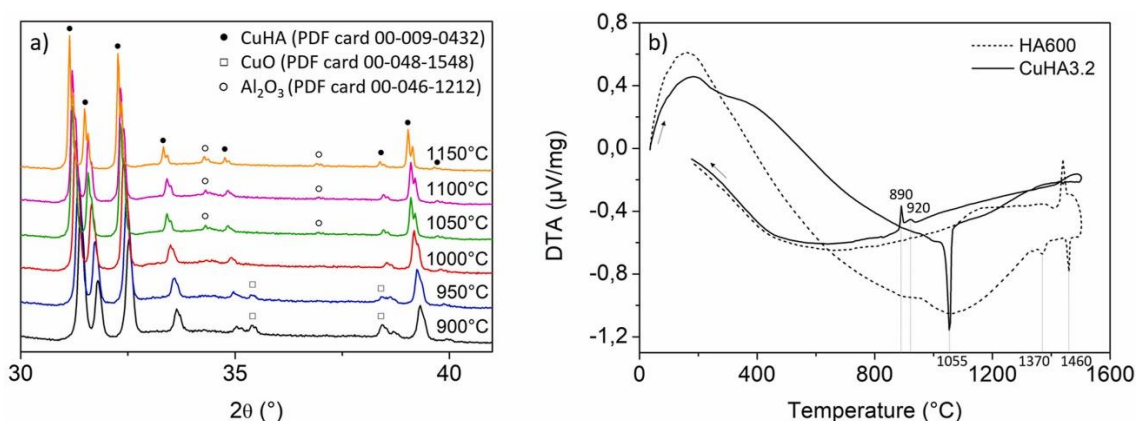 a)
CuHA (PDF card 00-009-0432)
CuO (PDF card 00-048-1548)
Al₂O₃ (PDF card 00-046-1212)
1150°C
1100°C
1050°C
1000°C
950°C
900°C
30 35 40
2θ (°)
b)
HA600
CuHA3.2
DTA (µV/mg)
0,8
0,4
0,0
-0.4
-0.8
-1.2
890
920
1055
1370
1460
0 400 800 1200 1600
Temperature (°C)